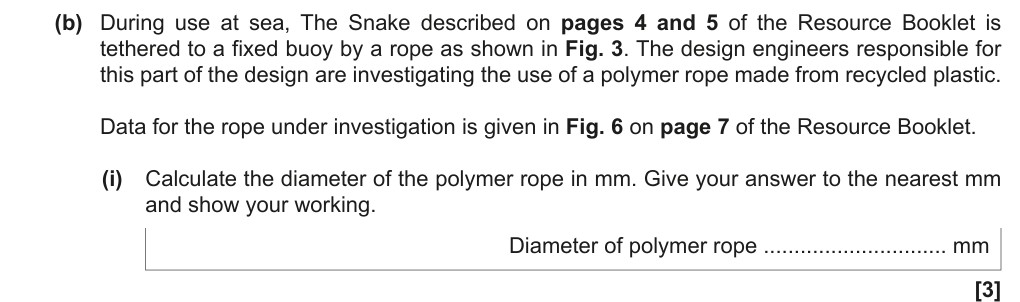 (b) During use at sea, The Snake described on pages 4 and 5 of the Resource Booklet is
tethered to a fixed buoy by a rope as shown in Fig. 3. The design engineers responsible for
this part of the design are investigating the use of a polymer rope made from recycled plastic.
Data for the rope under investigation is given in Fig. 6 on page 7 of the Resource Booklet.
(i) Calculate the diameter of the polymer rope in mm. Give your answer to the nearest mm
and show your working.
Diameter of polymer rope .............................. mm
[3]